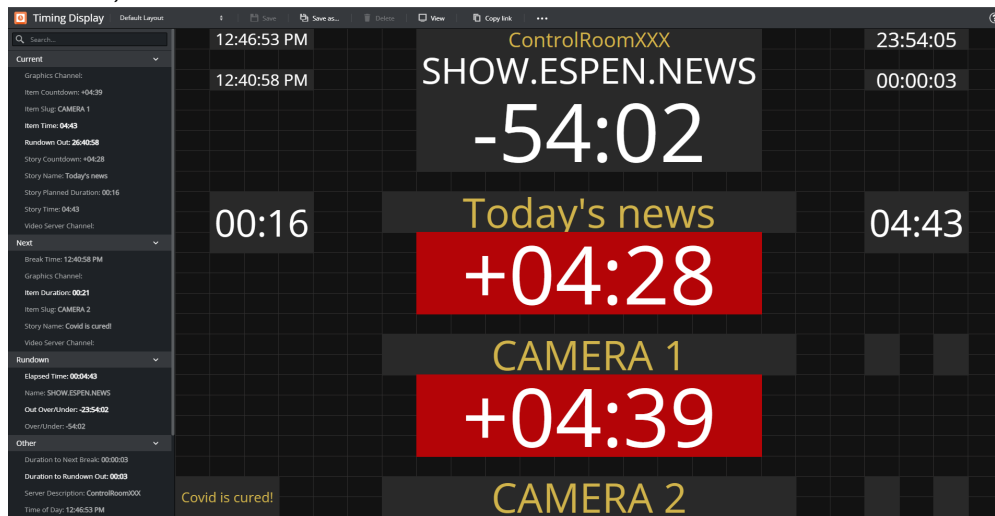 Timing Display Default Layout Save Save as... Delete View Copy link
Search...
Current
Graphics Channel:
Item Countdown: +04:39
Item Slug: CAMERA 1
Item Time: 04:43
Rundown Out: 26:40:58
Story Countdown: +04:28
Story Name: Today's news
Story Planned Duration: 00:16
Story Time: 04:43
Video Server Channel:
Next
Break Time: 12:40:58 PM
Graphics Channel:
Item Duration: 00:21
Item Slug: CAMERA 2
Story Name: Covid is cured!
Video Server Channel:
Rundown
Elapsed Time: 00:04:43
Name: SHOW.ESPEN.NEWS
Out Over/Under: -23:54:02
Over/Under: -54:02
Other
Duration to Next Break: 00:00:03
Duration to Rundown Out: 00:03
Server Description: ControlRoomXXX
Time of Day: 12:46:53 PM
12:46:53 PM
ControlRoomXXX
23:54:05
12:40:58 PM
SHOW.ESPEN.NEWS
00:00:03
-54:02
00:16
Today's news
04:43
+04:28
CAMERA 1
+04:39
Covid is cured!
CAMERA 2